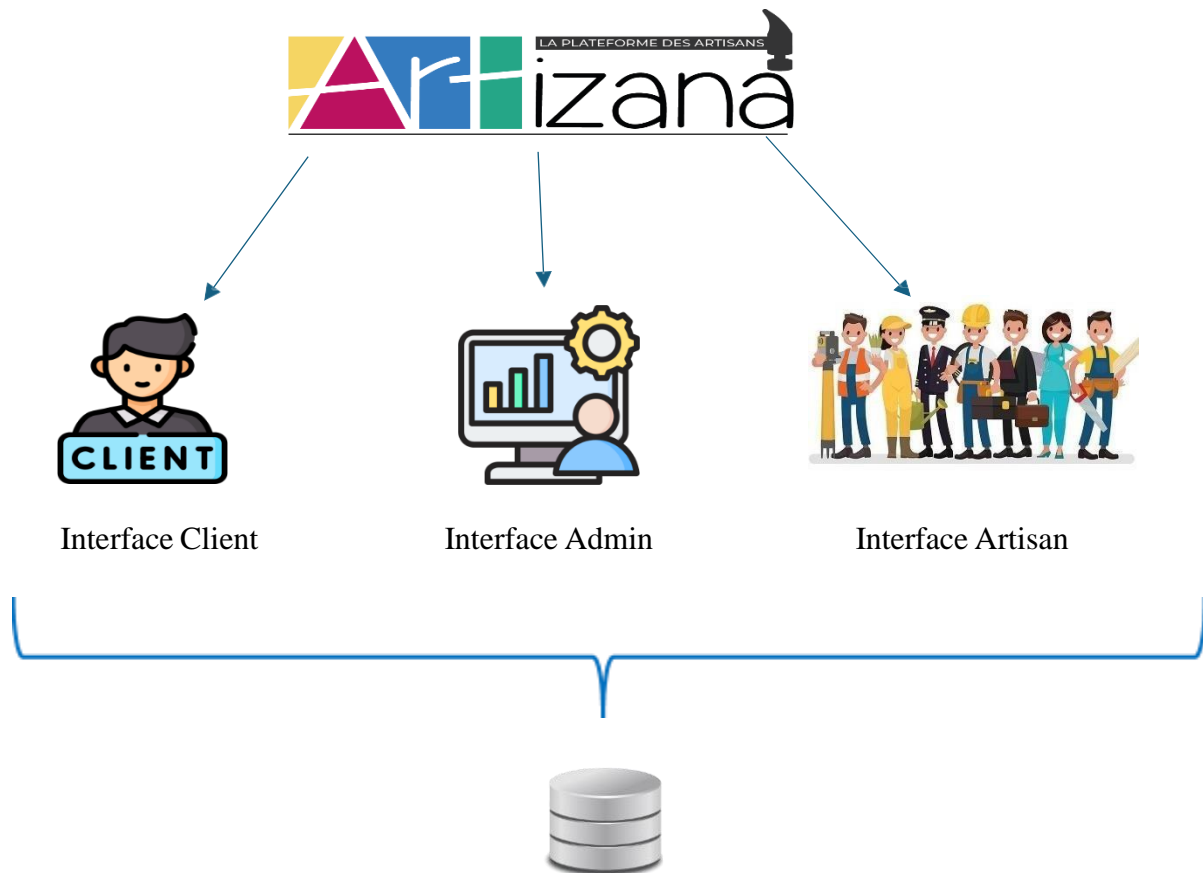 LA PLATEFORME DES ARTISANS
Artizana
CLIENT
Interface Client
Interface Admin
Interface Artisan